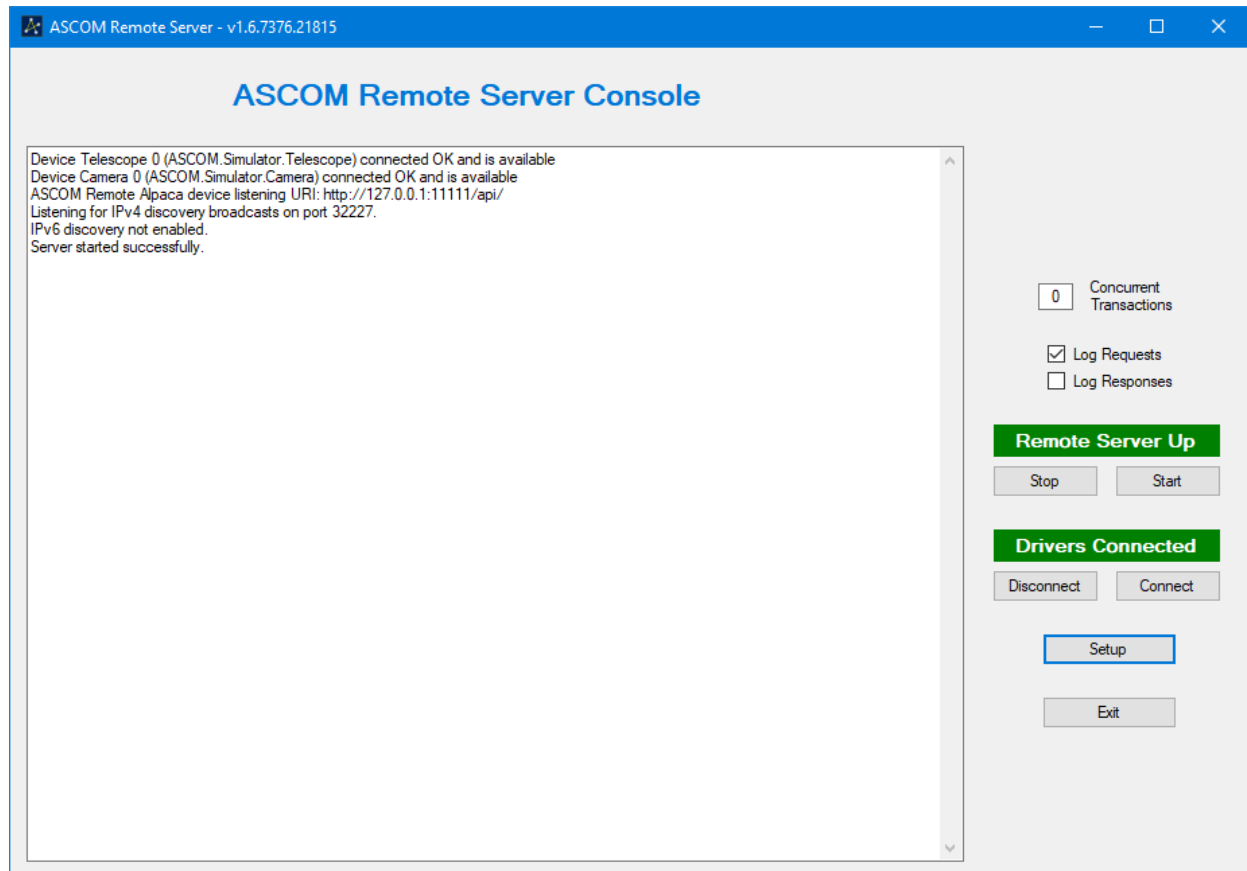 ASCOM Remote Server - v1.6.7376.21815
ASCOM Remote Server Console
Device Telescope 0 (ASCOM.Simulator.Telescope) connected OK and is available
Device Camera 0 (ASCOM.Simulator.Camera) connected OK and is available
ASCOM Remote Alpaca device listening URI: http://127.0.0.1:11111/api/
Listening for IPv4 discovery broadcasts on port 32227.
IPv6 discovery not enabled.
Server started successfully.
0 Concurrent
Transactions
Log Requests
Log Responses
Remote Server Up
Stop Start
Drivers Connected
Disconnect Connect
Setup
Exit